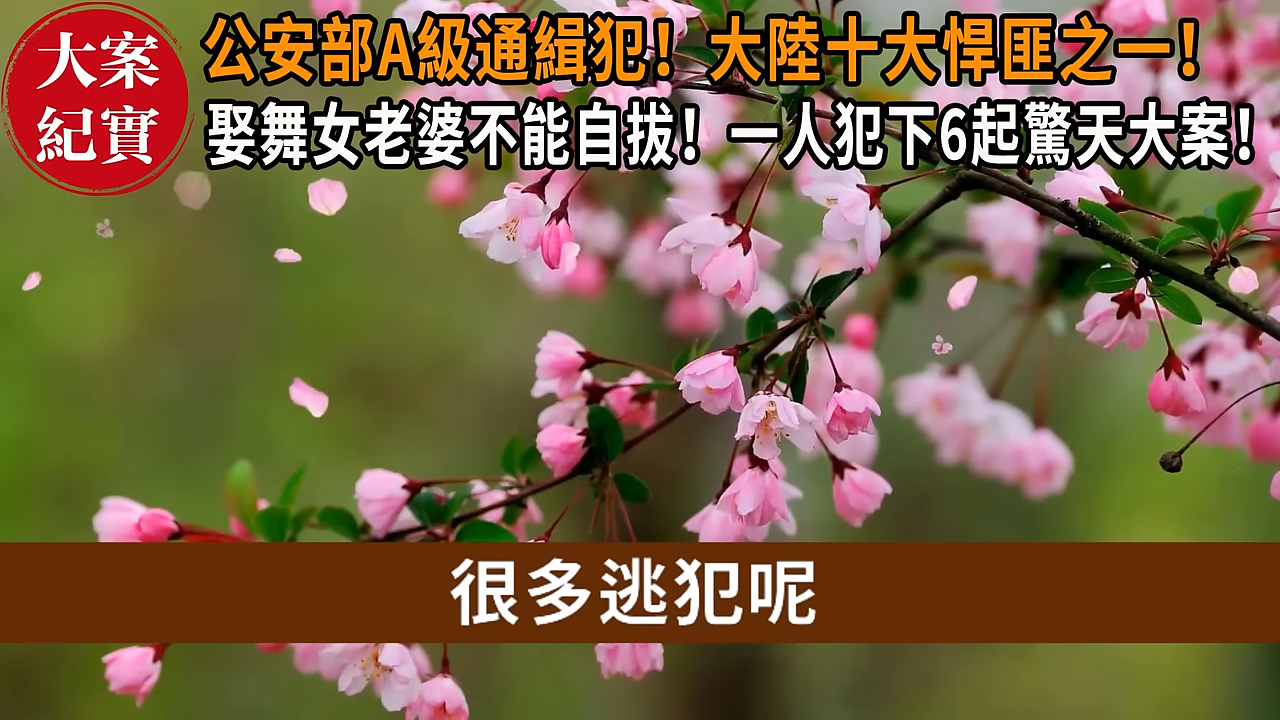 大案
紀實
公安部A級通緝犯！大陸十大悍匪之一！
娶舞女老婆不能自拔！一人犯下6起驚天大案！
很多逃犯呢